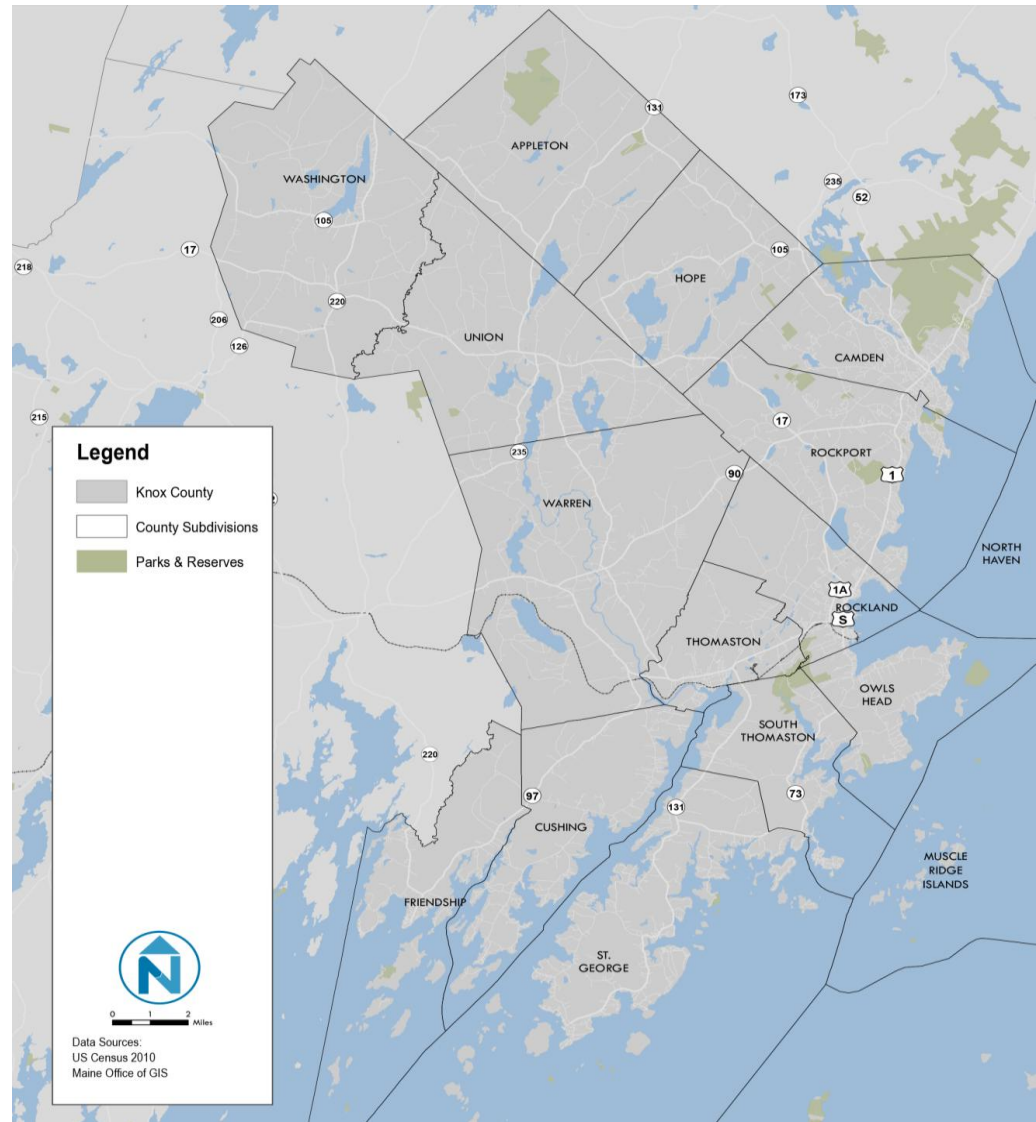 173
131
APPLETON
WASHINGTON
235
52
105
17
105
218
HOPE
220
206
UNION
126
CAMDEN
215
17
235
ROCKPORT
90
1
WARREN
NORTH
HAVEN
1A
ROCKLAND
S
THOMASTON
OWLS
HEAD
SOUTH
THOMASTON
220
97
131
73
CUSHING
MUSCLE
RIDGE
ISLANDS
FRIENDSHIP
ST.
GEORGE
Legend
Knox County
County Subdivisions
Parks & Reserves
N
0 1 2
Miles
Data Sources:
US Census 2010
Maine Office of GIS